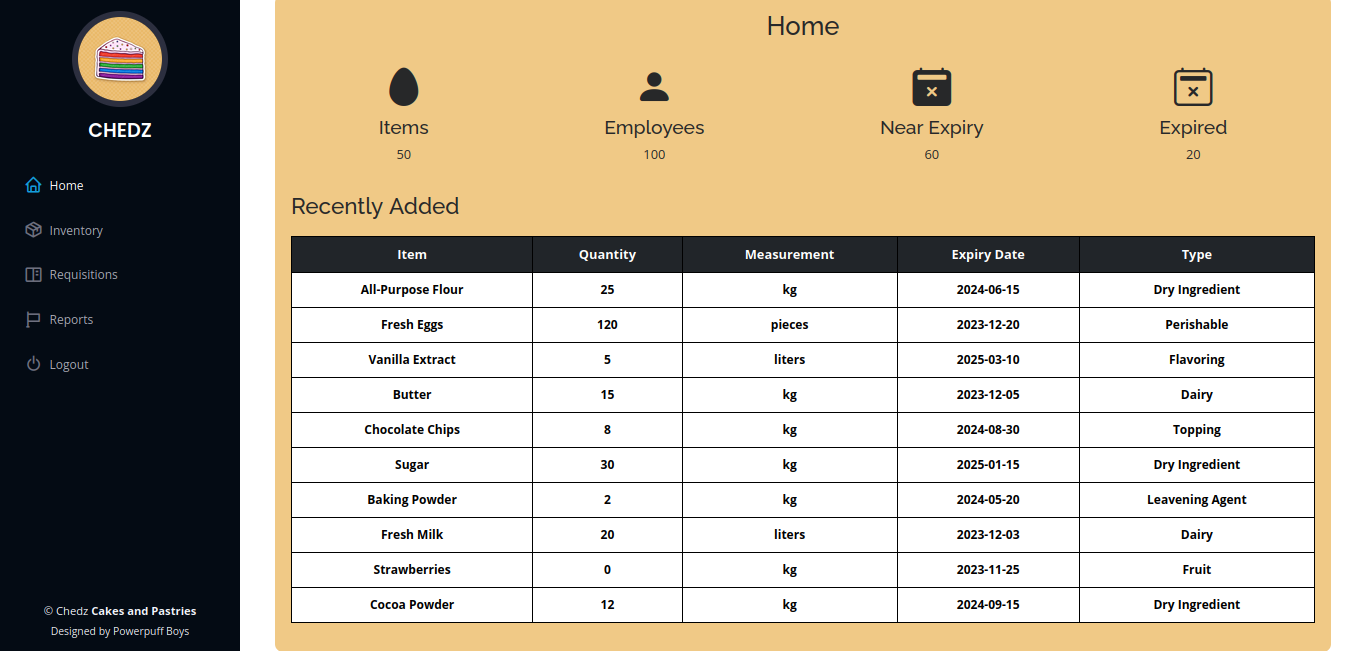 CHEDZ
Home
Inventory
Requisitions
Reports
Logout
© Chedz Cakes and Pastries
Designed by Powerpuff Boys
Home
Items Employees Near Expiry Expired
50 100 60 20
Recently Added
Item Quantity Measurement Expiry Date Type
All-Purpose Flour 25 kg 2024-06-15 Dry Ingredient
Fresh Eggs 120 pieces 2023-12-20 Perishable
Vanilla Extract 5 liters 2025-03-10 Flavoring
Butter 15 kg 2023-12-05 Dairy
Chocolate Chips 8 kg 2024-08-30 Topping
Sugar 30 kg 2025-01-15 Dry Ingredient
Baking Powder 2 kg 2024-05-20 Leavening Agent
Fresh Milk 20 liters 2023-12-03 Dairy
Strawberries 0 kg 2023-11-25 Fruit
Cocoa Powder 12 kg 2024-09-15 Dry Ingredient